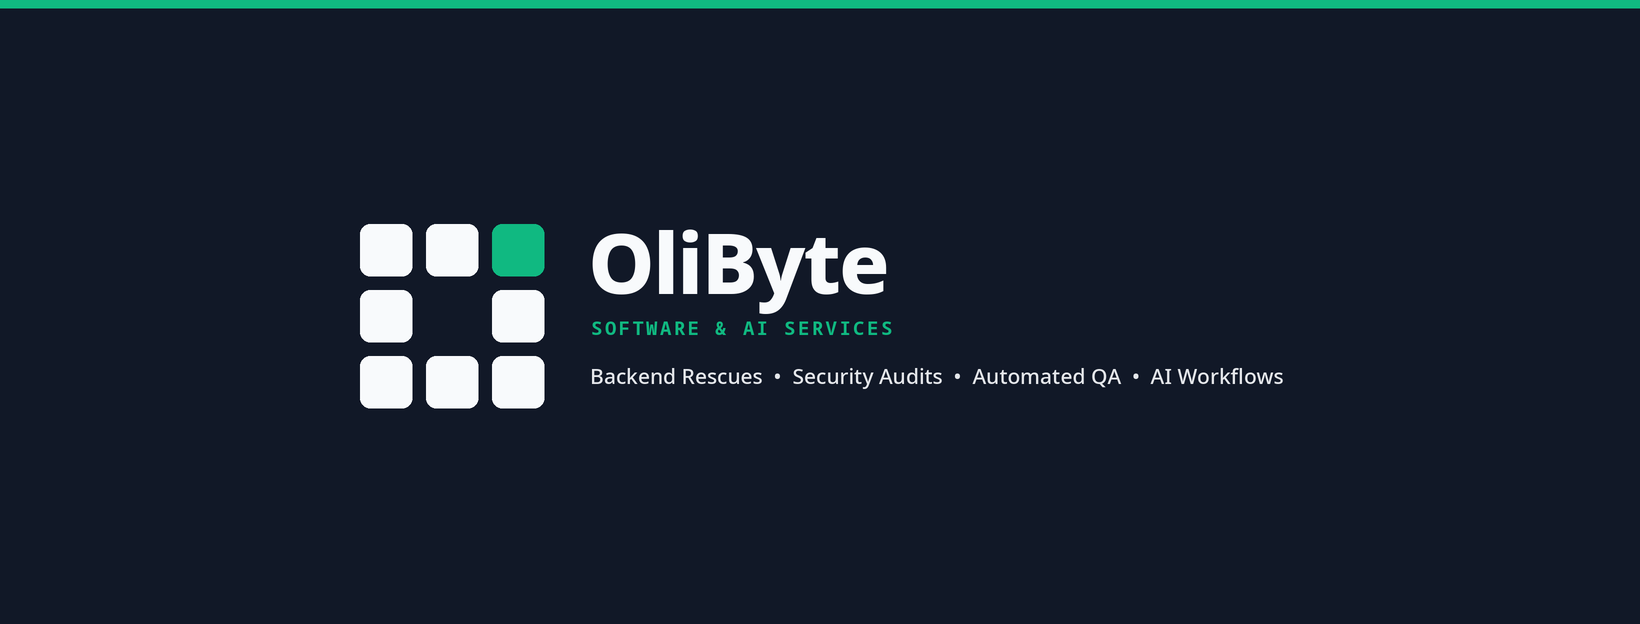 OliByte
SOFTWARE & AI SERVICES
Backend Rescues • Security Audits • Automated QA • AI Workflows